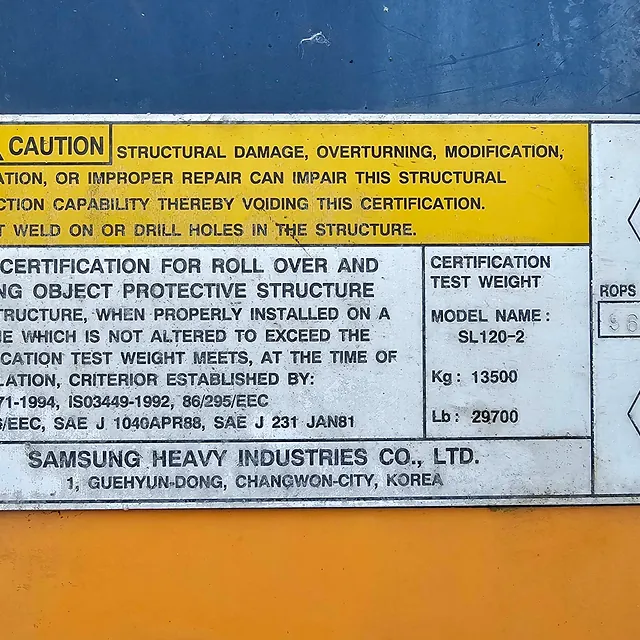 CAUTION STRUCTURAL DAMAGE, OVERTURNING, MODIFICATION,
ATION, OR IMPROPER REPAIR CAN IMPAIR THIS STRUCTURAL
CTION CAPABILITY THEREBY VOIDING THIS CERTIFICATION.
T WELD ON OR DRILL HOLES IN THE STRUCTURE.
CERTIFICATION FOR ROLL OVER AND
NG OBJECT PROTECTIVE STRUCTURE
TRUCTURE, WHEN PROPERLY INSTALLED ON A
E WHICH IS NOT ALTERED TO EXCEED THE
ICATION TEST WEIGHT MEETS, AT THE TIME OF
LATION, CRITERION ESTABLISHED BY:
71-1994, ISO3449-1992, 86/295/EEC
/EEC, SAE J 1040APR88, SAE J 231 JAN81
CERTIFICATION
TEST WEIGHT
MODEL NAME:
SL120-2
Kg: 13500
Lb: 29700
SAMSUNG HEAVY INDUSTRIES CO., LTD.
1, GUEHYUN-DONG, CHANGWON-CITY, KOREA
ROPS